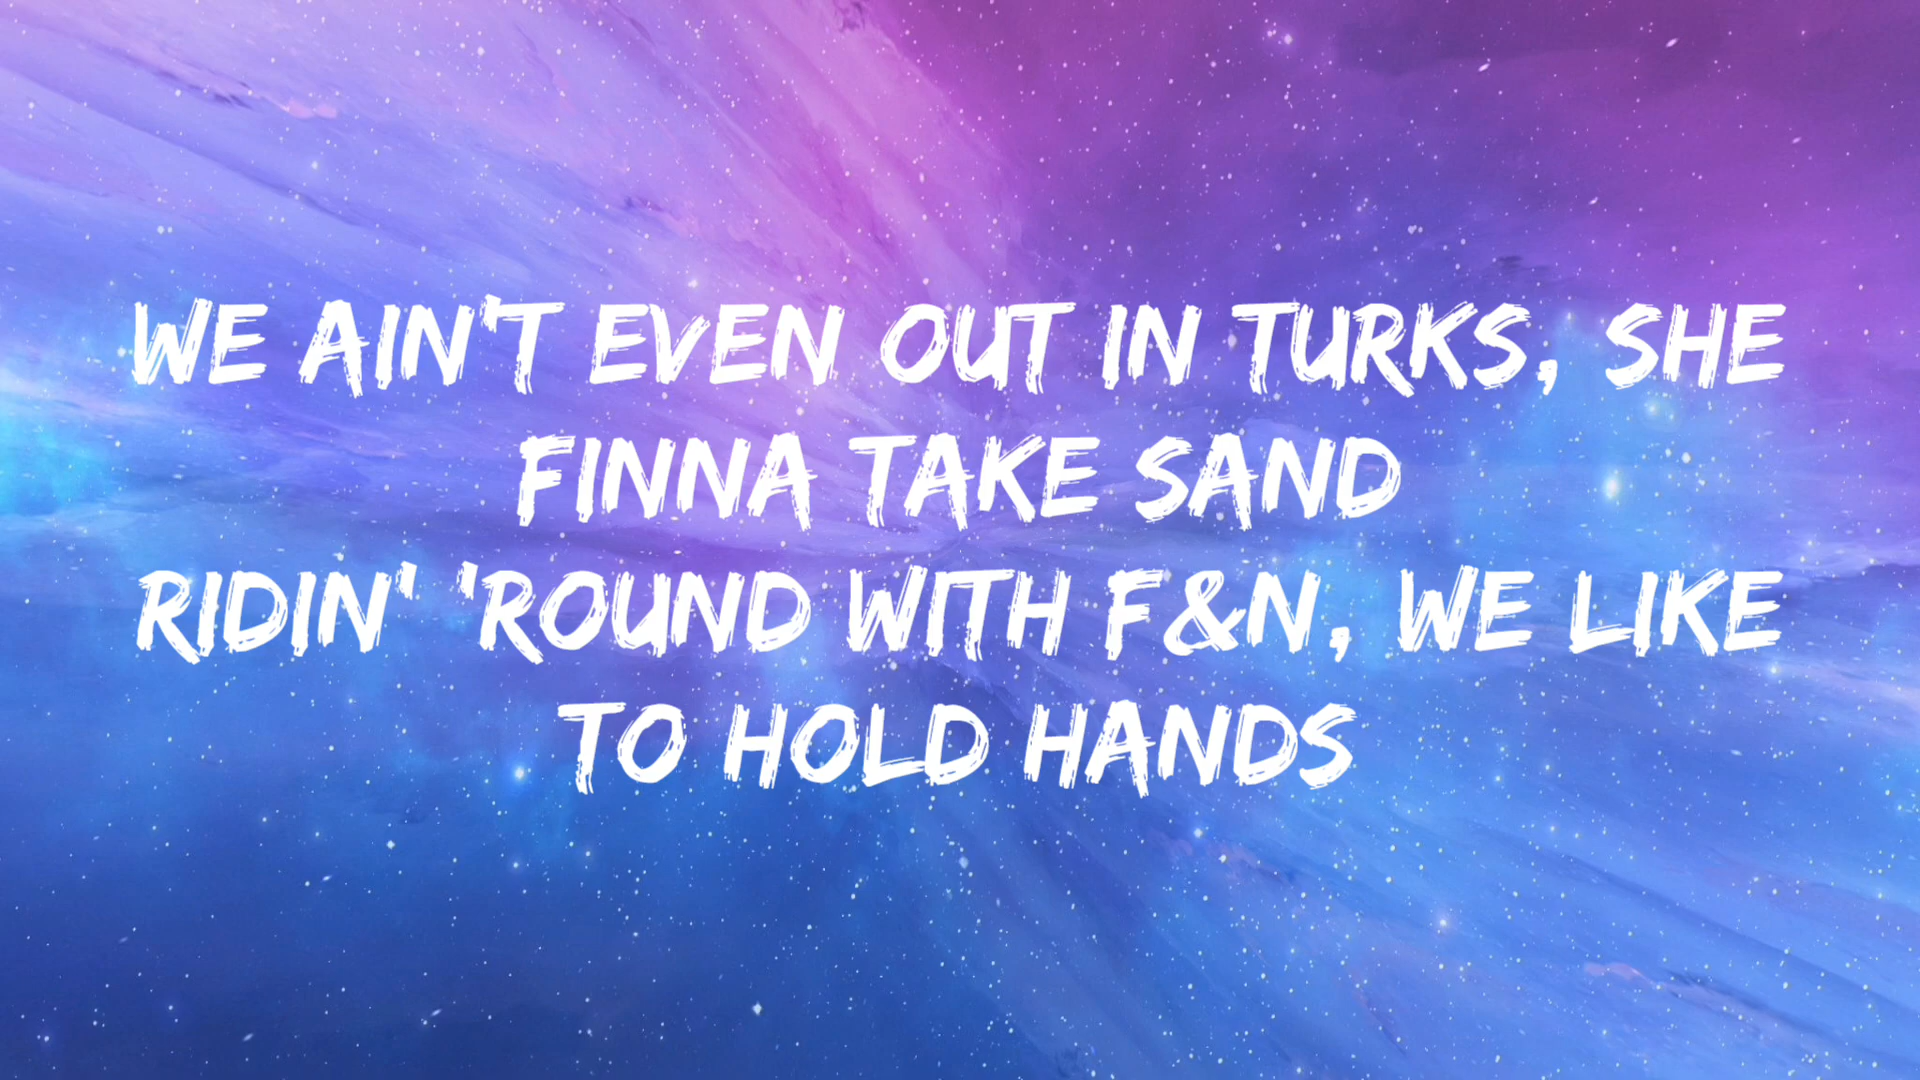 WE AIN'T EVEN OUT IN TURKS, SHE
FINNA TAKE SAND
RIDIN' 'ROUND WITH F&N, WE LIKE
TO HOLD HANDS